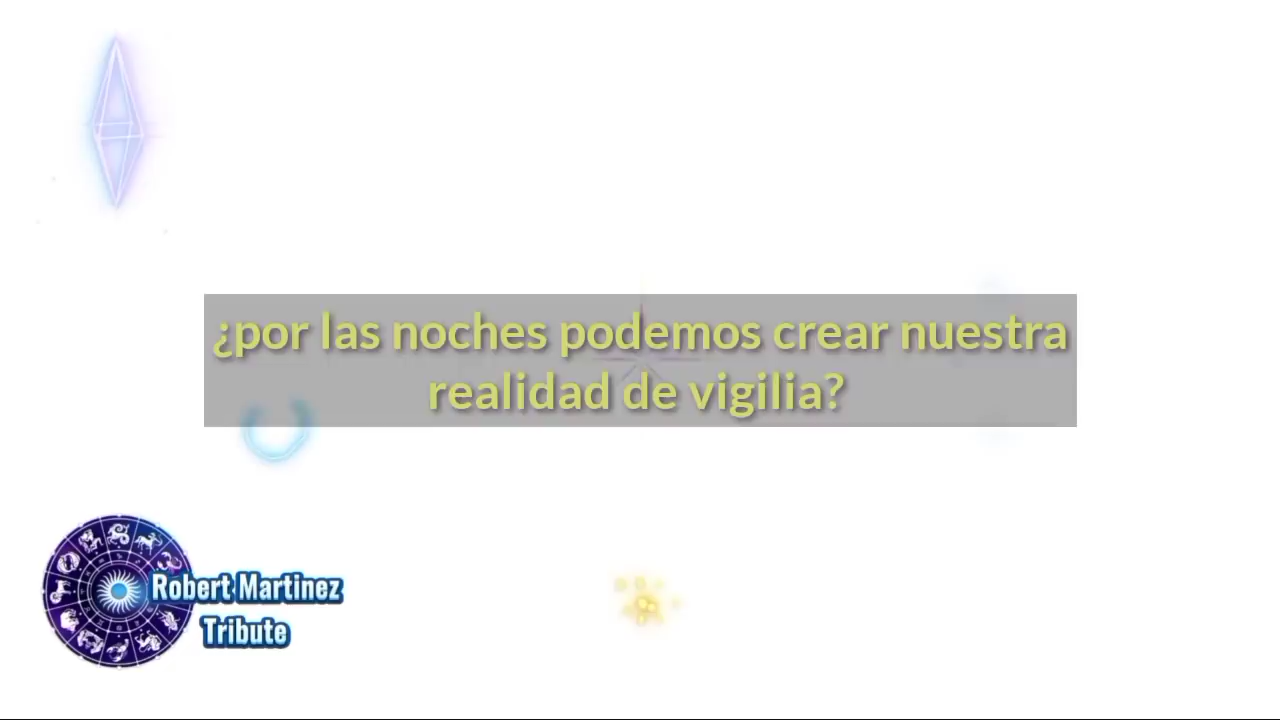 ¿por las noches podemos crear nuestra
realidad de vigilia?
Robert Martinez
Tribute